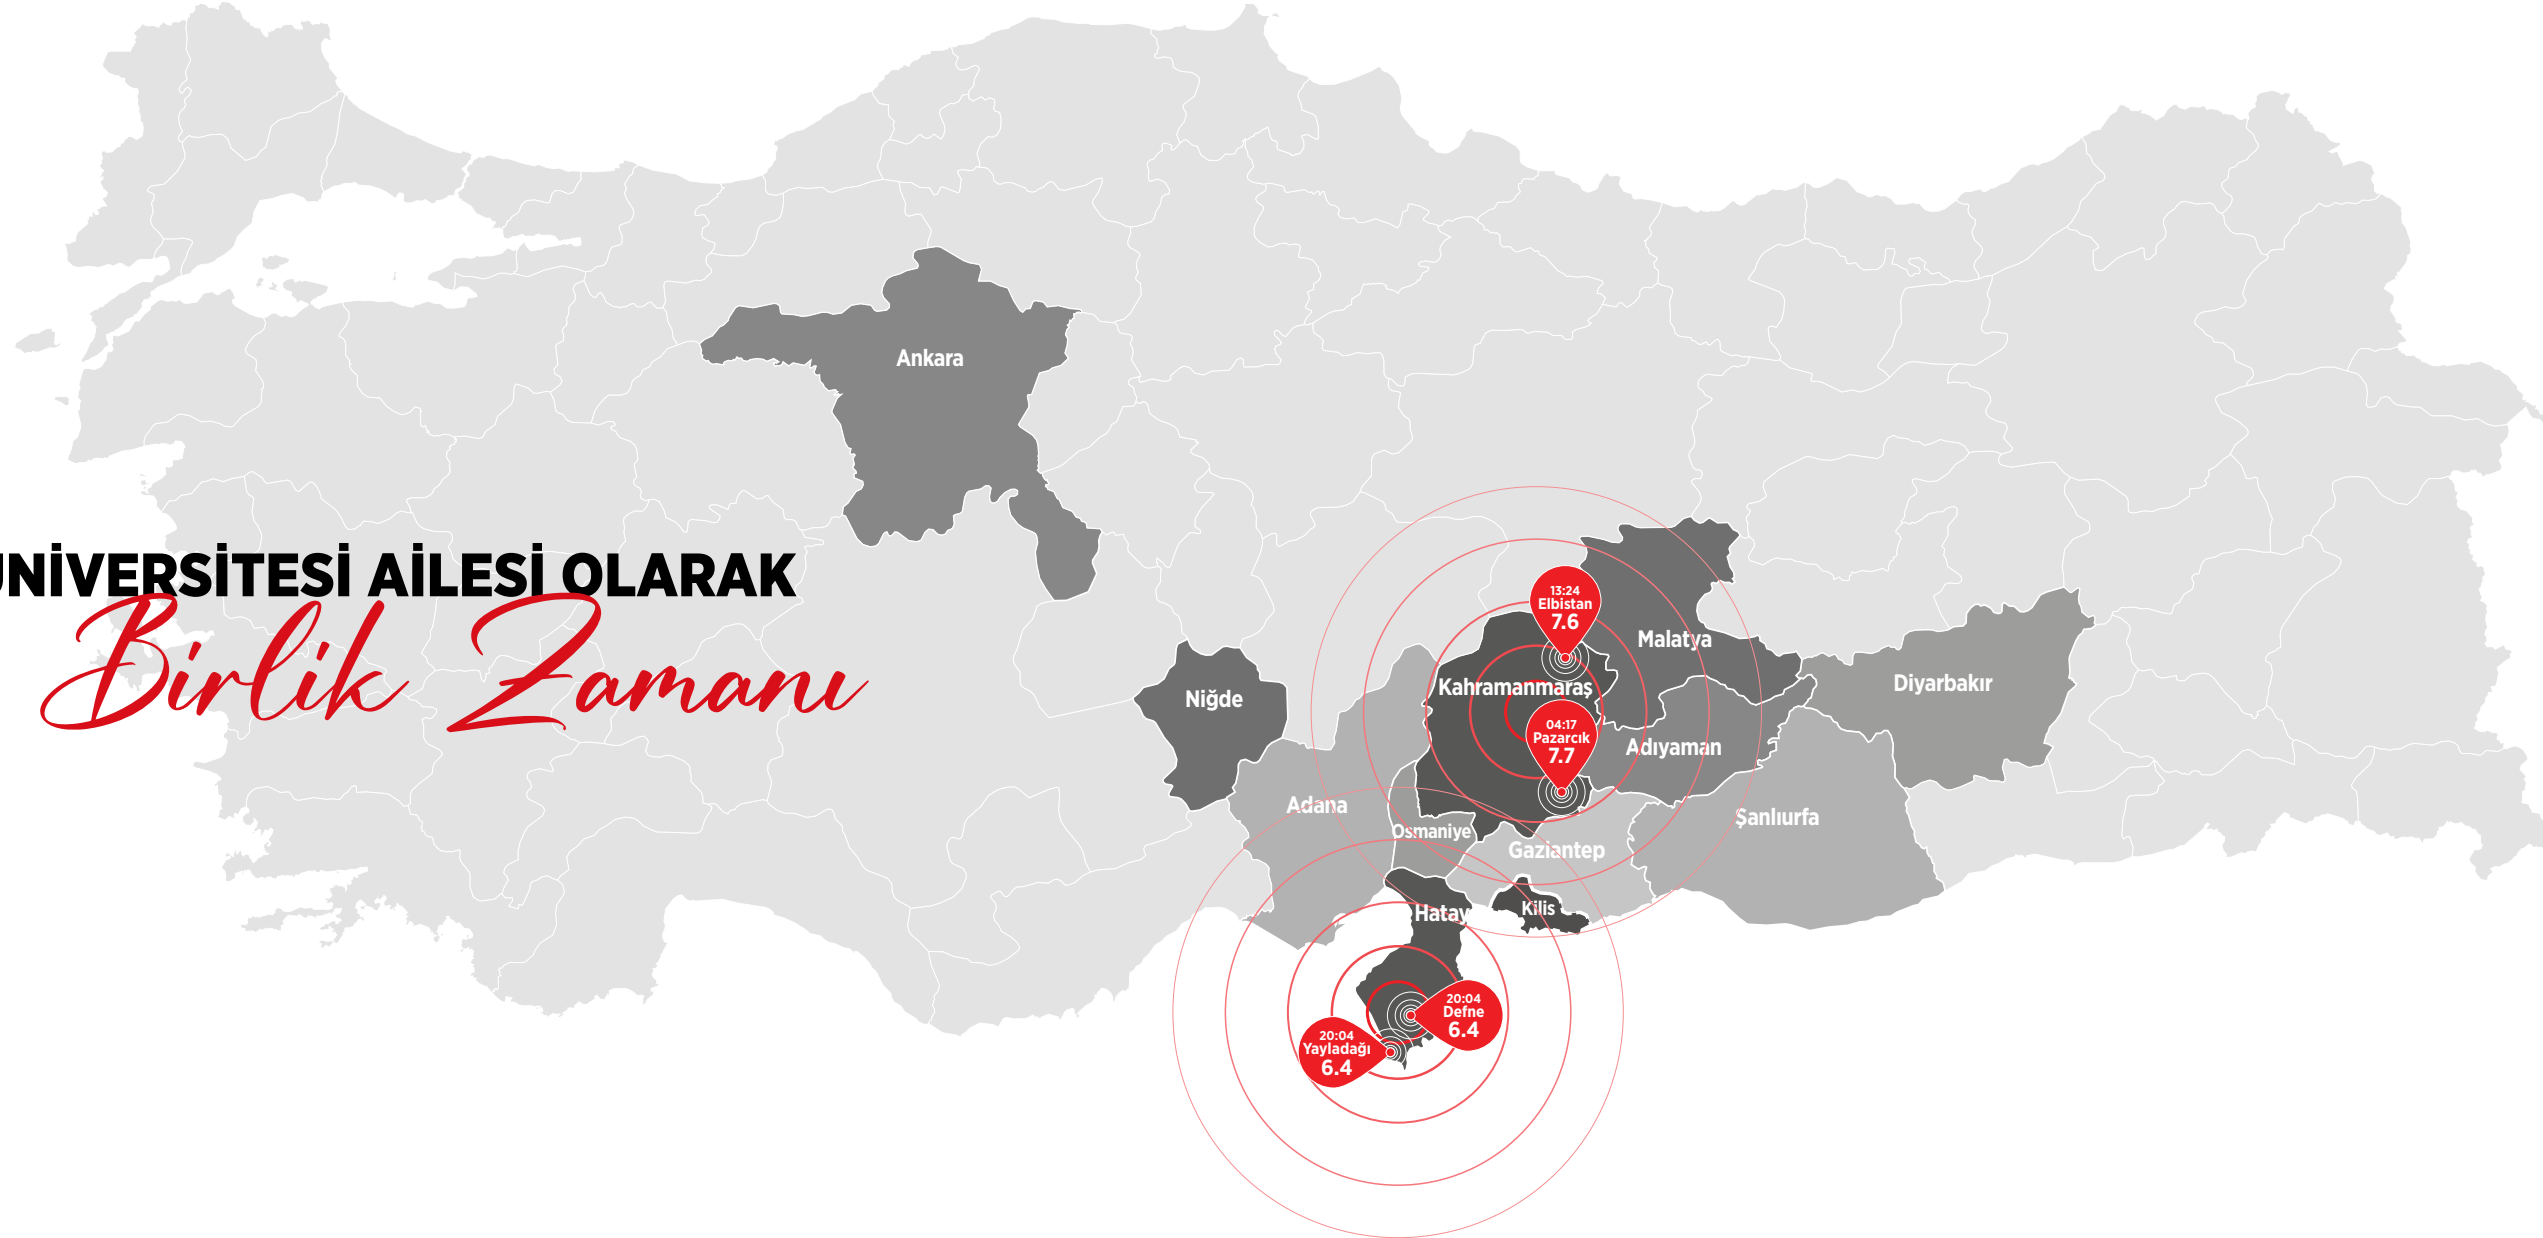 Ankara
ÜNİVERSİTESİ AİLESİ OLARAK
Birlik Zamanı
13:24
Elbistan
7.6
Malatya
Kahramanmaraş
Diyarbakır
Niğde
04:17
Pazarcık
7.7
Adıyaman
Adana
Şanlıurfa
Osmaniye
Gaziantep
Hatay
Kilis
20:04
Defne
6.4
20:04
Yayladağı
6.4